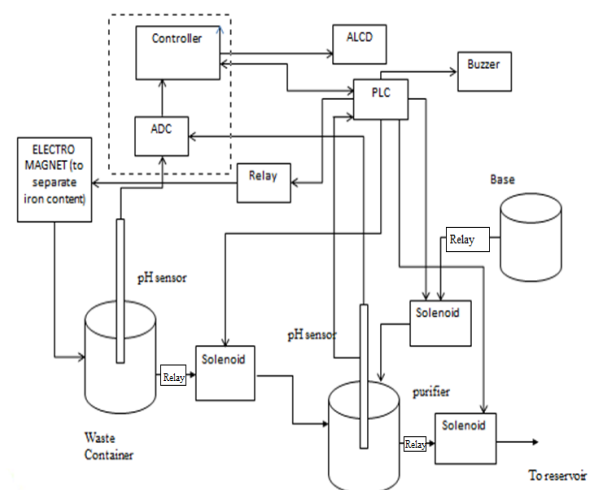 Controller
ALCD
Buzzer
PLC
ADC
ELECTRO
MAGNET (to
separate
iron content)
Relay
Base
Relay
pH sensor
Solenoid
pH sensor
Solenoid
Relay
purifier
Solenoid
Relay
Waste
Container
To reservoir